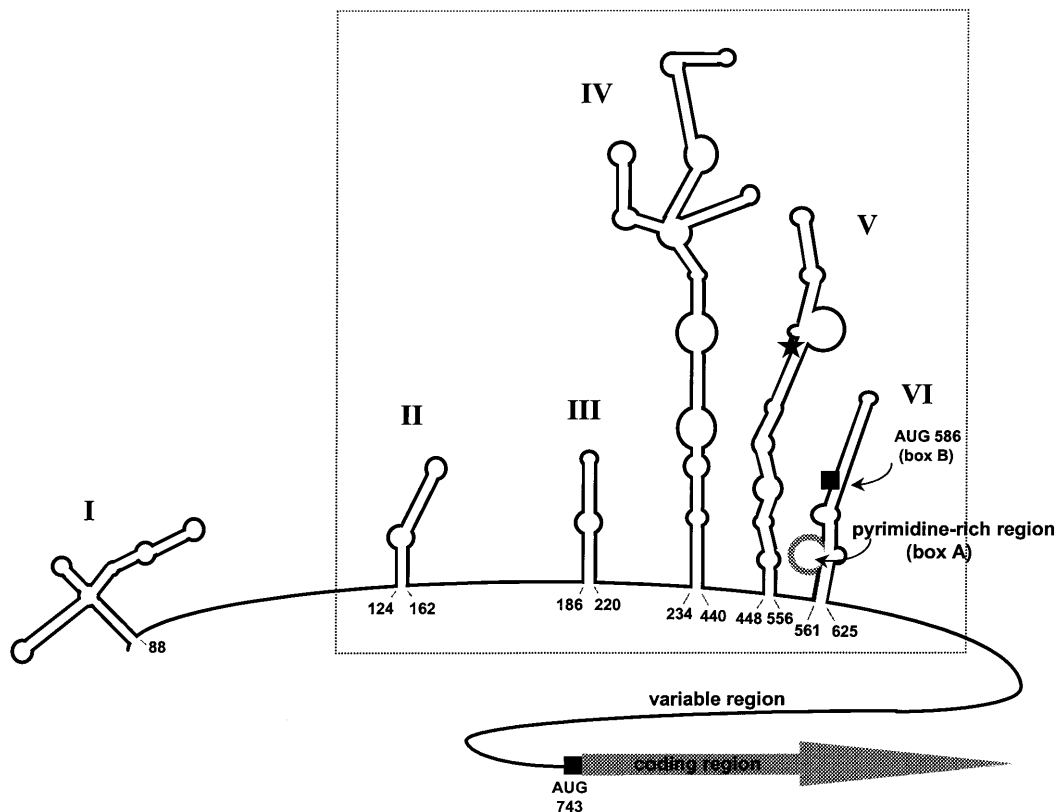 IV
V
VI
AUG 586
(box B)
II
III
I
pyrimidine-rich region
(box A)
88
124 162
186 220
234 440
448 556
561 625
variable region
coding region
AUG
743